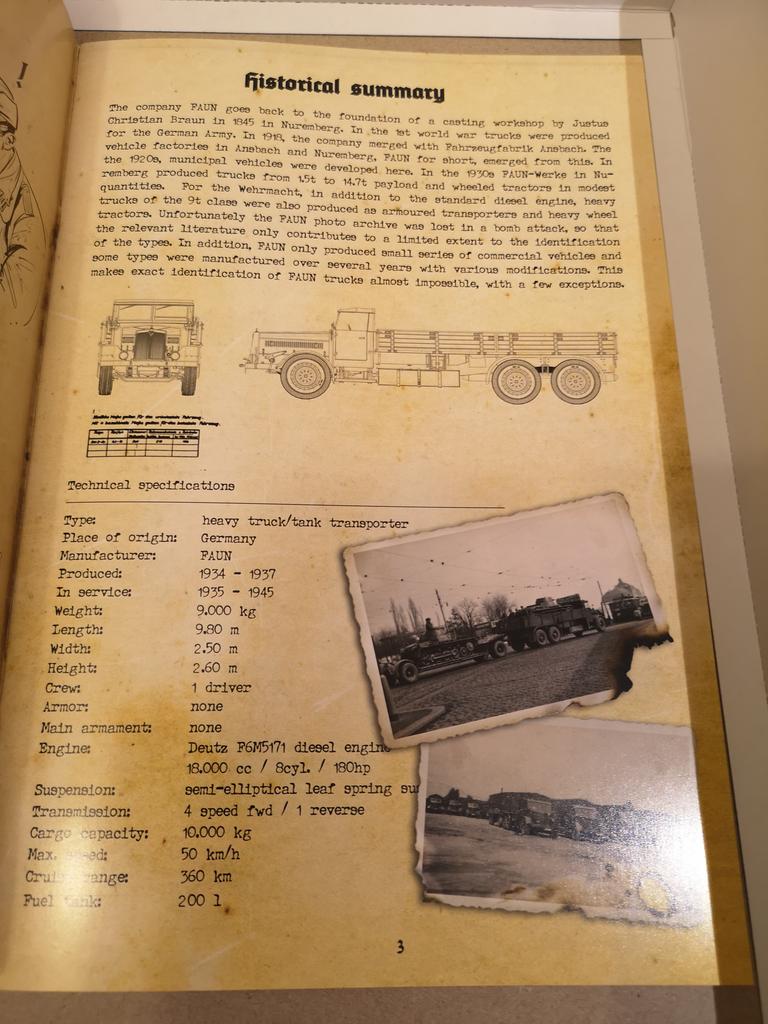 !
Historical summary
The company FAUN goes back to the foundation of a casting workshop by Justus
Christian Braun in 1845 in Nuremberg. In the 1st world war trucks were produced
for the German Army. In 1918, the company merged with Fahrzeugfabrik Ansbach. The
vehicle factories in Ansbach and Nuremberg, FAUN for short, emerged from this. In
the 1920s, municipal vehicles were developed here. In the 1930s FAUN-Werke in Nu-
remberg produced trucks from 1.5t to 14.7t payload and wheeled tractors in modest
quantities. For the Wehrmacht, in addition to the standard diesel engine, heavy
trucks of the 9t class were also produced as armoured transporters and heavy wheel
tractors. Unfortunately the FAUN photo archive was lost in a bomb attack, so that
the relevant literature only contributes to a limited extent to the identification
of the types. In addition, FAUN only produced small series of commercial vehicles and
some types were manufactured over several years with various modifications. This
makes exact identification of FAUN trucks almost impossible, with a few exceptions.
Technical specifications
Type: heavy truck/tank transporter
Place of origin: Germany
Manufacturer: FAUN
Produced: 1934 - 1937
In service: 1935 - 1945
Weight: 9.000 kg
Length: 9.80 m
Width: 2.50 m
Height: 2.60 m
Crew: 1 driver
Armor: none
Main armament: none
Engine: Deutz F6M5171 diesel engine
18.000 cc / 8cyl. / 180hp
Suspension: semi-elliptical leaf spring su
Transmission: 4 speed fwd / 1 reverse
Cargo capacity: 10.000 kg
Max. speed: 50 km/h
Cruis range: 360 km
Fuel tank: 200 l
3